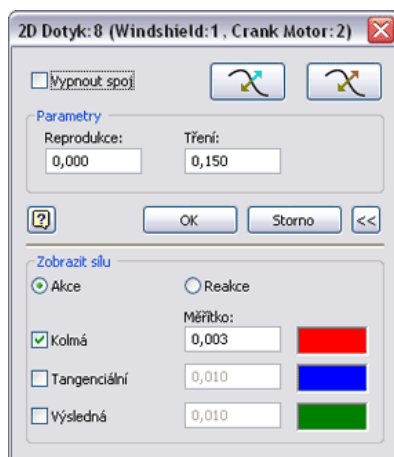 2D Dotyk:8 (Windshield:1, Crank Motor:2)
Vypnout spoj
Parametry
Reprodukce: Tření:
0,000 0,150
OK Storno <<
Zobrazit sílu
Akce Reakce
Měřítko:
Kolmá 0,003
Tangenciální 0,010
Výsledná 0,010